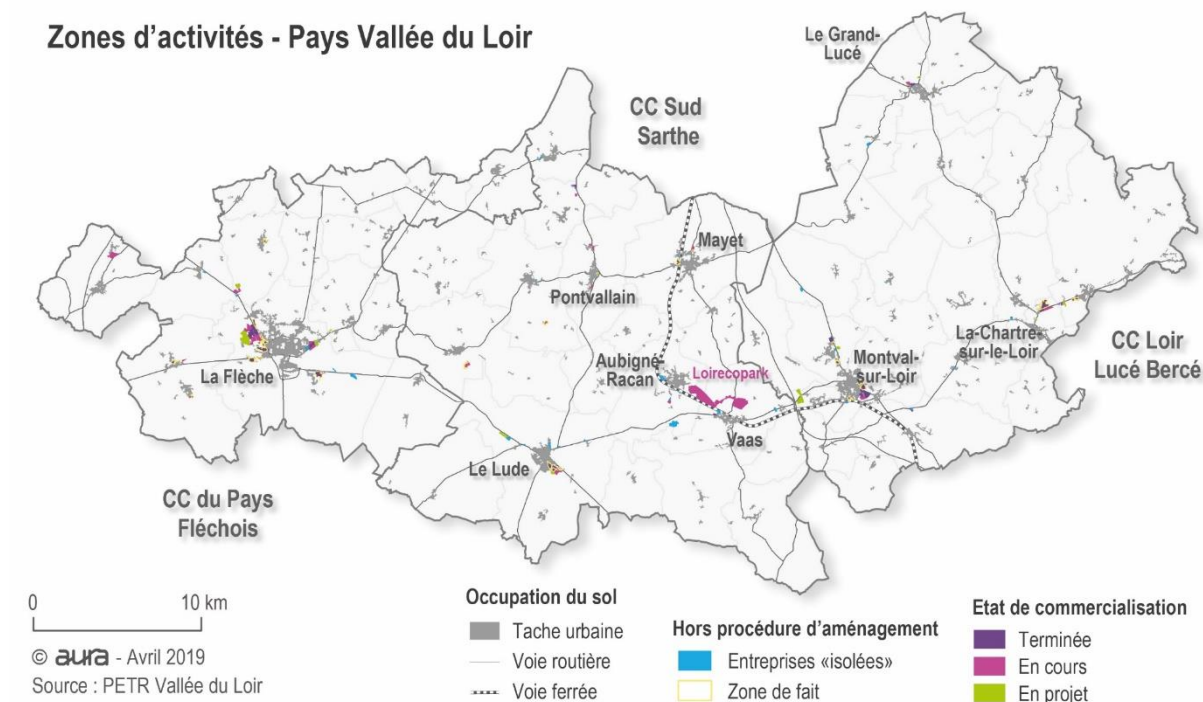 Zones d’activités - Pays Vallée du Loir
Le Grand-
Lucé
CC Sud
Sarthe
Mayet
Pontvallain
Aubigné-
Racan
Loirecopark
La-Chartre-
sur-le-Loir
Montval-
sur-Loir
CC Loir
Lucé Bercé
La Flèche
Vaas
Le Lude
CC du Pays
Fléchois
0 10 km
© aura - Avril 2019
Source : PETR Vallée du Loir
Occupation du sol
Tache urbaine
Voie routière
Voie ferrée
Hors procédure d’aménagement
Entreprises «isolées»
Zone de fait
Etat de commercialisation
Terminée
En cours
En projet